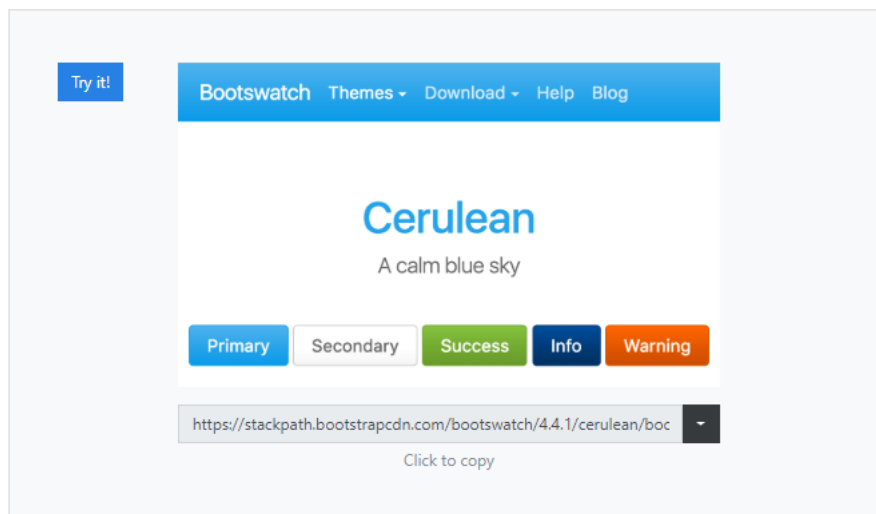 Try it!
Bootswatch Themes Download Help Blog
Cerulean
A calm blue sky
Primary Secondary Success Info Warning
https://stackpath.bootstrapcdn.com/bootswatch/4.4.1/cerulean/boc
Click to copy